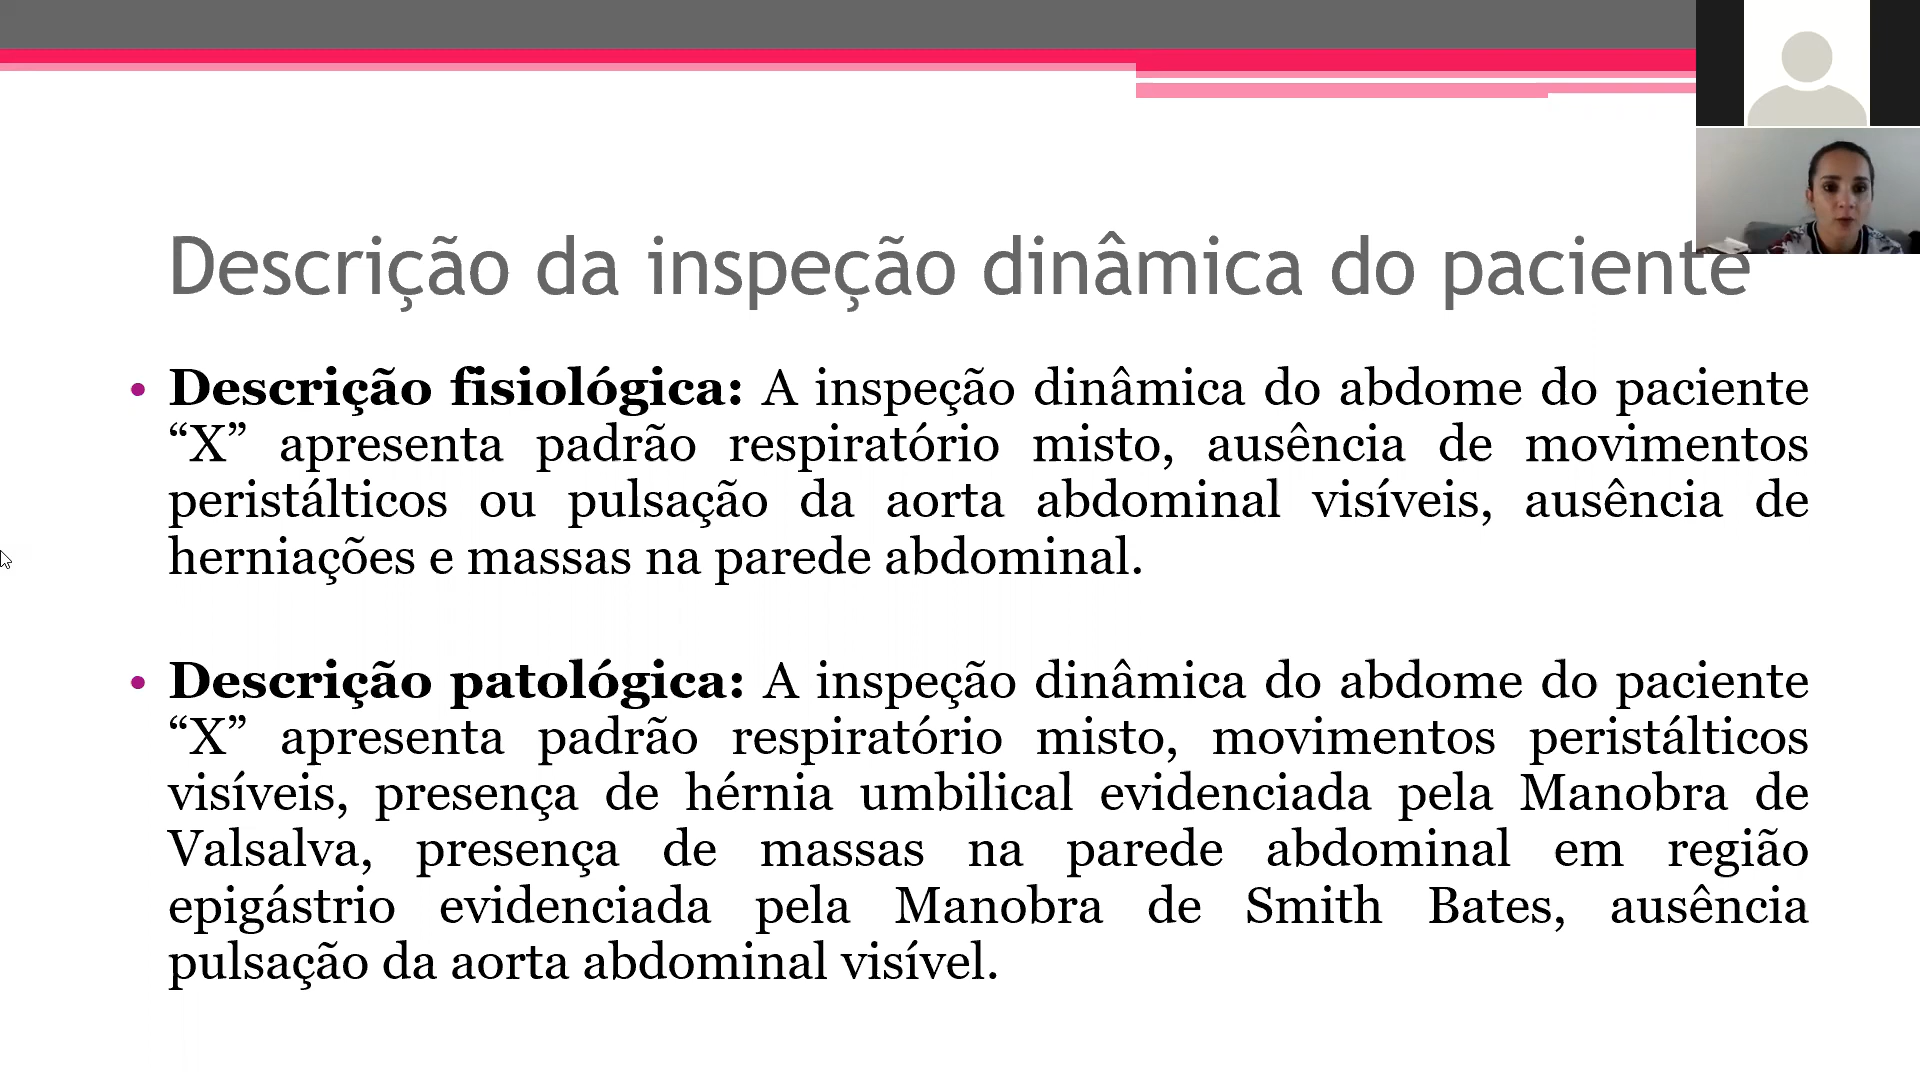 Descrição da inspeção dinâmica do paciente
• Descrição fisiológica: A inspeção dinâmica do abdome do paciente
“X” apresenta padrão respiratório misto, ausência de movimentos
peristálticos ou pulsação da aorta abdominal visíveis, ausência de
herniações e massas na parede abdominal.
• Descrição patológica: A inspeção dinâmica do abdome do paciente
“X” apresenta padrão respiratório misto, movimentos peristálticos
visíveis, presença de hérnia umbilical evidenciada pela Manobra de
Valsalva, presença de massas na parede abdominal em região
epigástrio evidenciada pela Manobra de Smith Bates, ausência
pulsação da aorta abdominal visível.